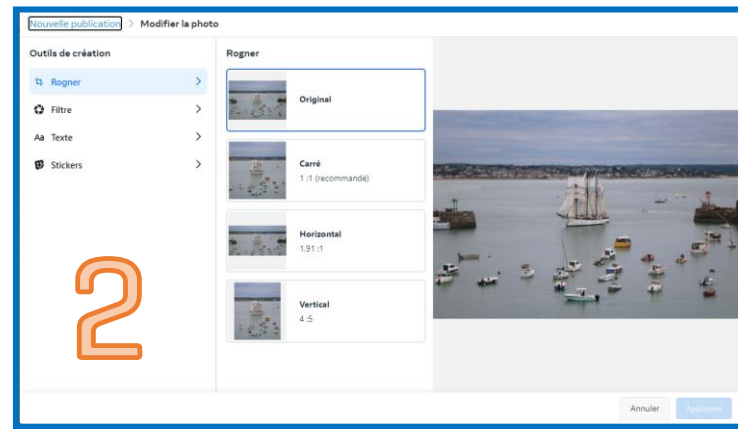 Nouvelle publication > Modifier la photo
Outils de création
Rogner
Filtre
Aa Texte
Stickers
2
Rogner
Original
Carré
1 :1 (recommandé)
Horizontal
1.91 :1
Vertical
4 :5
Annuler
Appliquer